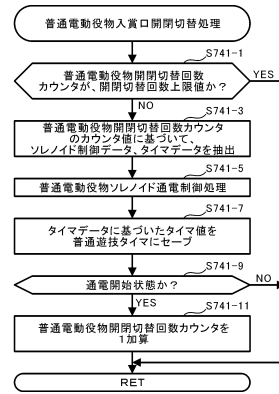 普通電動役物入賞口開閉切替処理
S741-1
普通電動役物開閉切替回数
カウンタが、開閉切替回数上限値か？
YES
NO
S741-3
普通電動役物開閉切替回数カウンタ
のカウンタ値に基づいて、
ソレノイド制御データ、タイマデータを抽出
S741-5
普通電動役物ソレノイド通電制御処理
S741-7
タイマデータに基づいたタイマ値を
普通遊技タイマにセーブ
S741-9
通電開始状態か？
NO
YES
S741-11
普通電動役物開閉切替回数カウンタを
1加算
RET